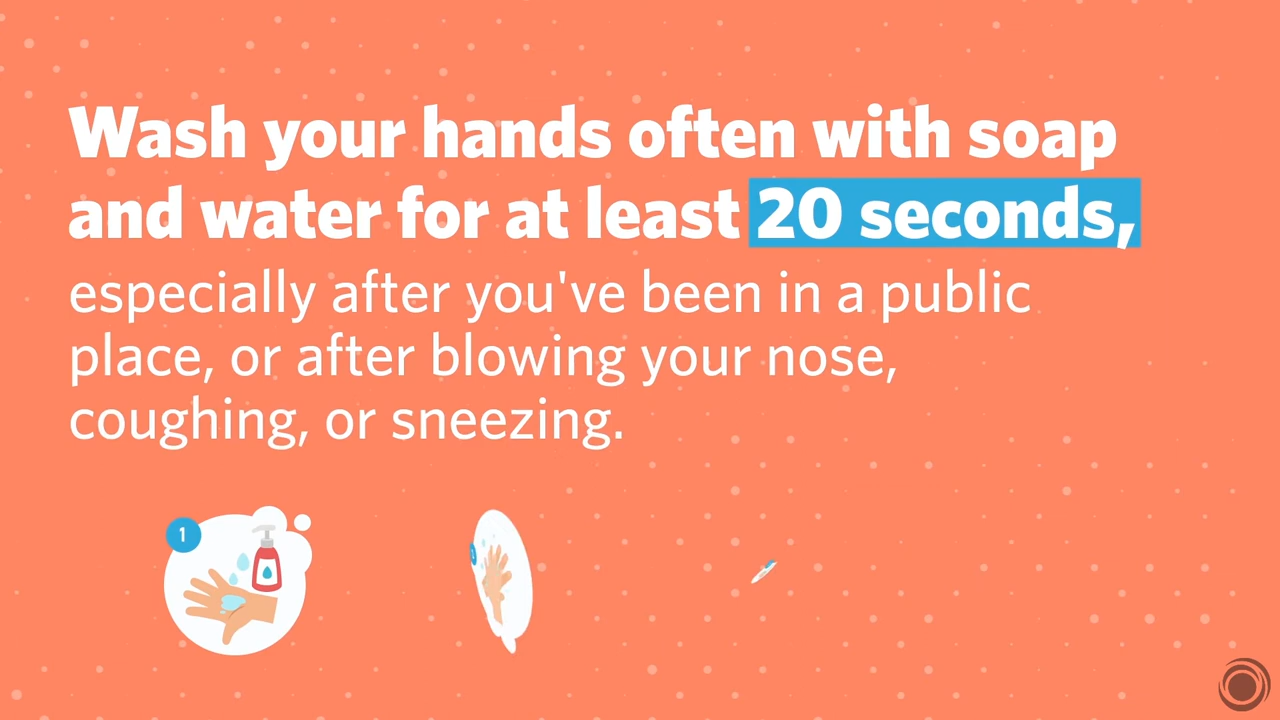 Wash your hands often with soap
and water for at least 20 seconds,
especially after you've been in a public
place, or after blowing your nose,
coughing, or sneezing.
1